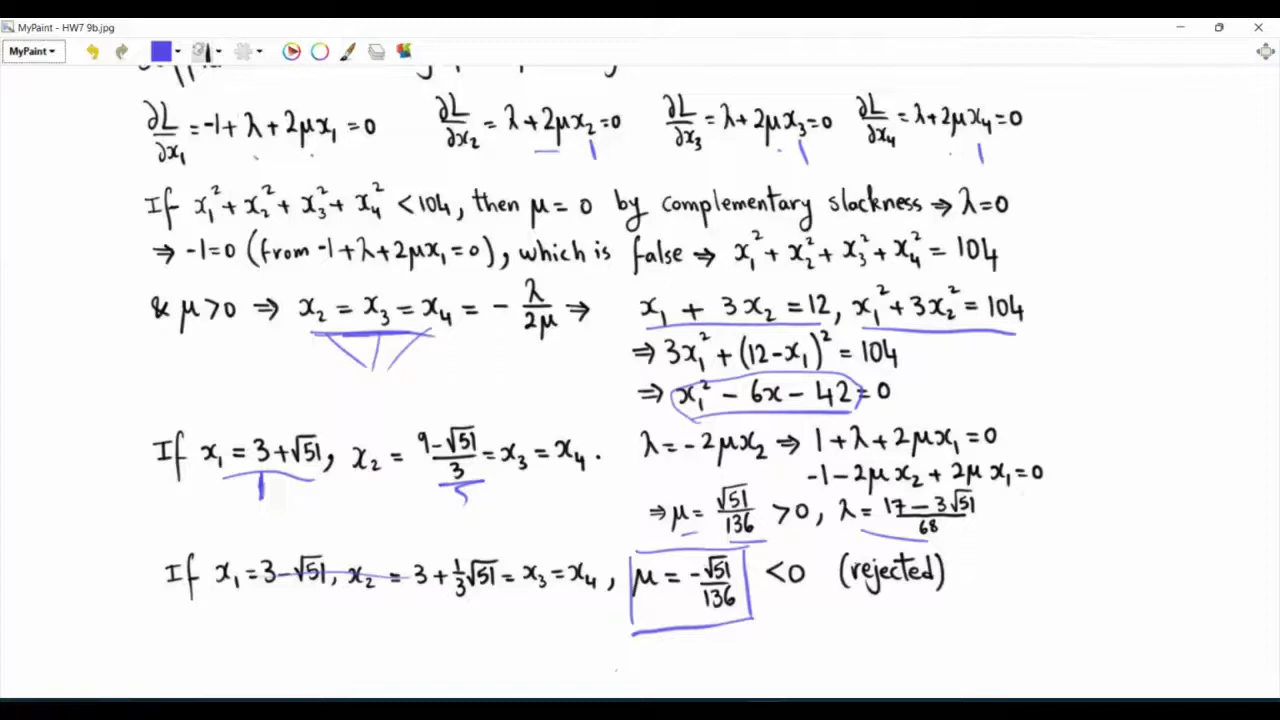 MyPaint - HW7 9b.jpg
MyPaint
∂L/∂x₁ = -1 + λ + 2μx₁ = 0 ∂L/∂x₂ = λ + 2μx₂ = 0 ∂L/∂x₃ = λ + 2μx₃ = 0 ∂L/∂x₄ = λ + 2μx₄ = 0
If x₁² + x₂² + x₃² + x₄² < 104, then μ = 0 by complementary slackness ⇒ λ = 0
⇒ -1 = 0 (from -1 + λ + 2μx₁ = 0), which is false ⇒ x₁² + x₂² + x₃² + x₄² = 104
& μ > 0 ⇒ x₂ = x₃ = x₄ = - λ/2μ ⇒ x₁ + 3x₂ = 12, x₁² + 3x₂² = 104
⇒ 3x₁² + (12 - x₁)² = 104
⇒ x₁² - 6x - 42 = 0
If x₁ = 3 + √51, x₂ = (9 - √51)/3 = x₃ = x₄. λ = -2μx₂ ⇒ 1 + λ + 2μx₁ = 0
-1 - 2μx₂ + 2μx₁ = 0
⇒ μ = √51/136 > 0, λ = (17 - 3√51)/68
If x₁ = 3 - √51, x₂ = 3 + 1/3 √51 = x₃ = x₄, μ = -√51/136 < 0 (rejected)